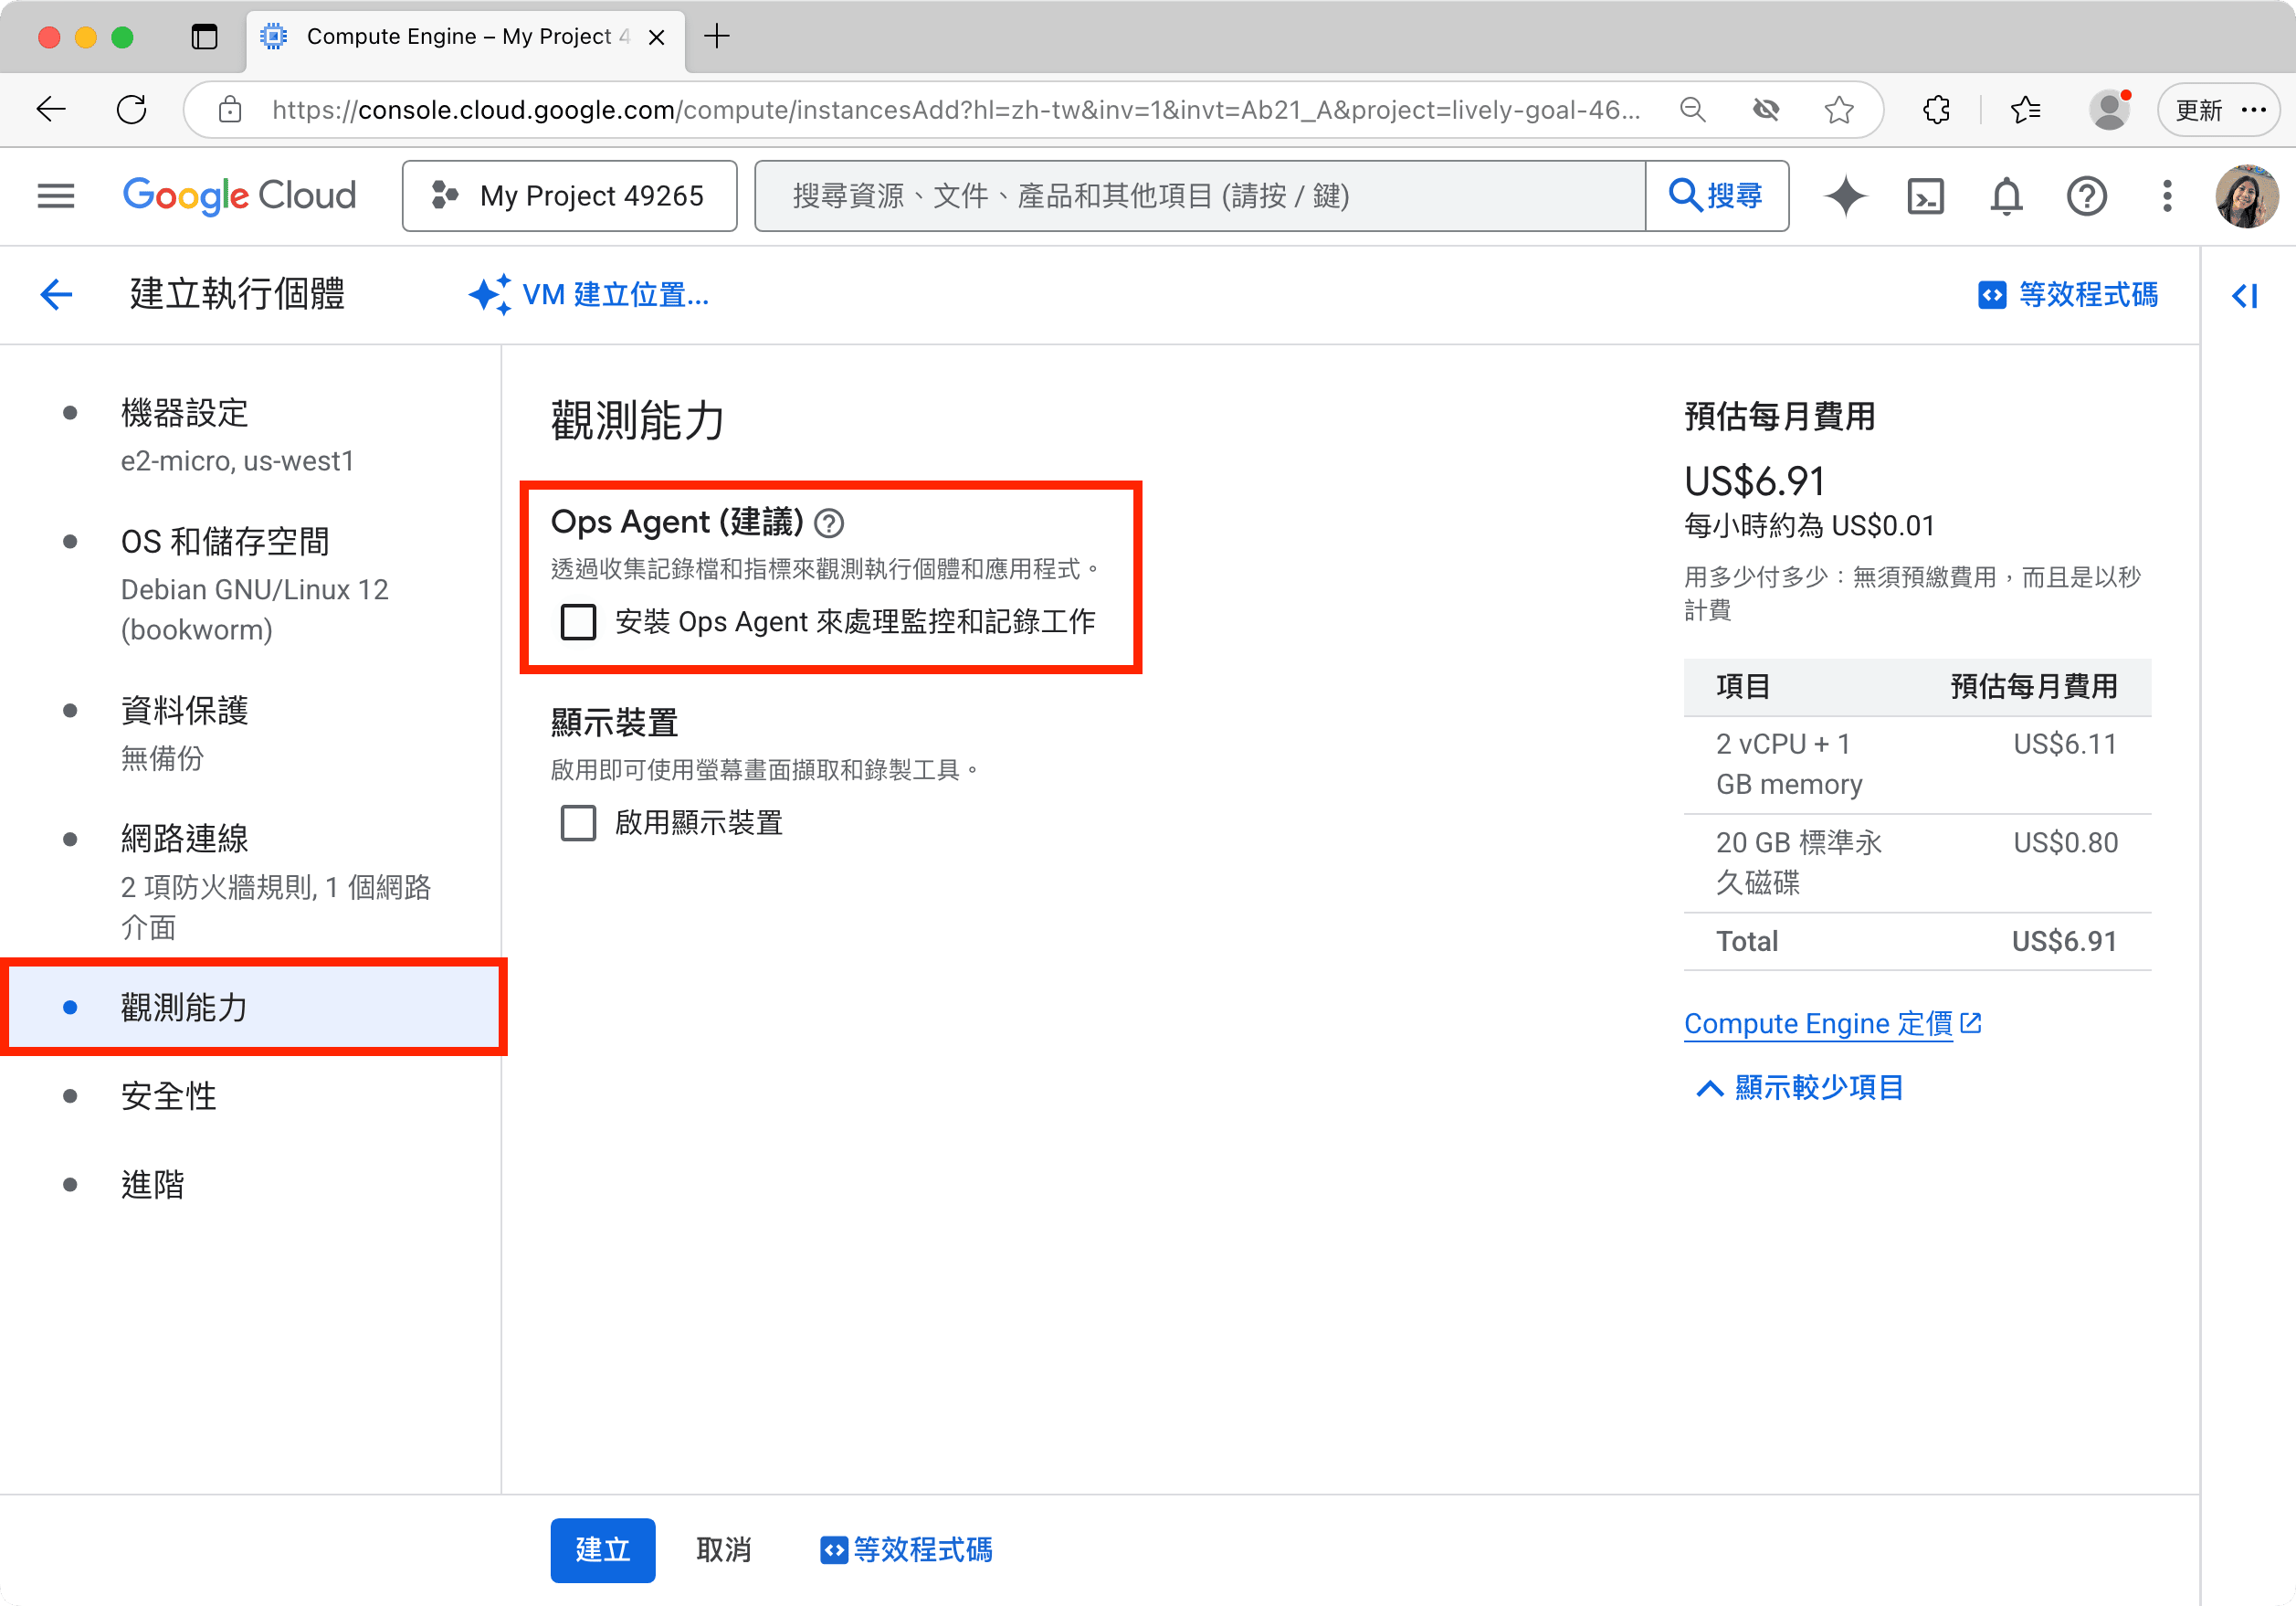 Compute Engine – My Project 4
https://console.cloud.google.com/compute/instancesAdd?hl=zh-tw&inv=1&invt=Ab21_A&project=lively-goal-46...
更新
Google Cloud
My Project 49265
搜尋資源、文件、產品和其他項目 (請按 / 鍵)
搜尋
建立執行個體
VM 建立位置...
等效程式碼
機器設定
e2-micro, us-west1
OS 和儲存空間
Debian GNU/Linux 12
(bookworm)
資料保護
無備份
網路連線
2 項防火牆規則, 1 個網路
介面
觀測能力
安全性
進階
觀測能力
Ops Agent (建議)
透過收集記錄檔和指標來觀測執行個體和應用程式。
安裝 Ops Agent 來處理監控和記錄工作
顯示裝置
啟用即可使用螢幕畫面擷取和錄製工具。
啟用顯示裝置
預估每月費用
US$6.91
每小時約為 US$0.01
用多少付多少：無須預繳費用，而且是以秒
計費
項目 預估每月費用
2 vCPU + 1 US$6.11
GB memory
20 GB 標準永 US$0.80
久磁碟
Total US$6.91
Compute Engine 定價
顯示較少項目
建立 取消 等效程式碼